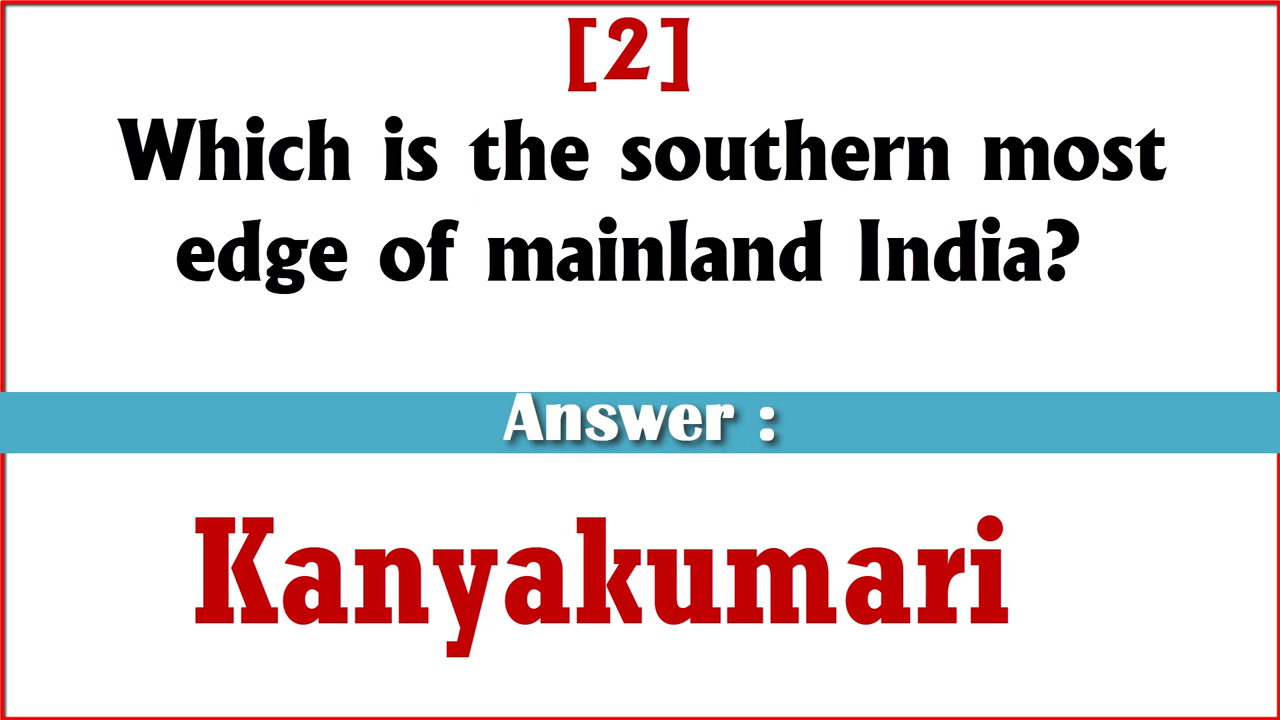 [2]
Which is the southern most
edge of mainland India?
Answer :
Kanyakumari